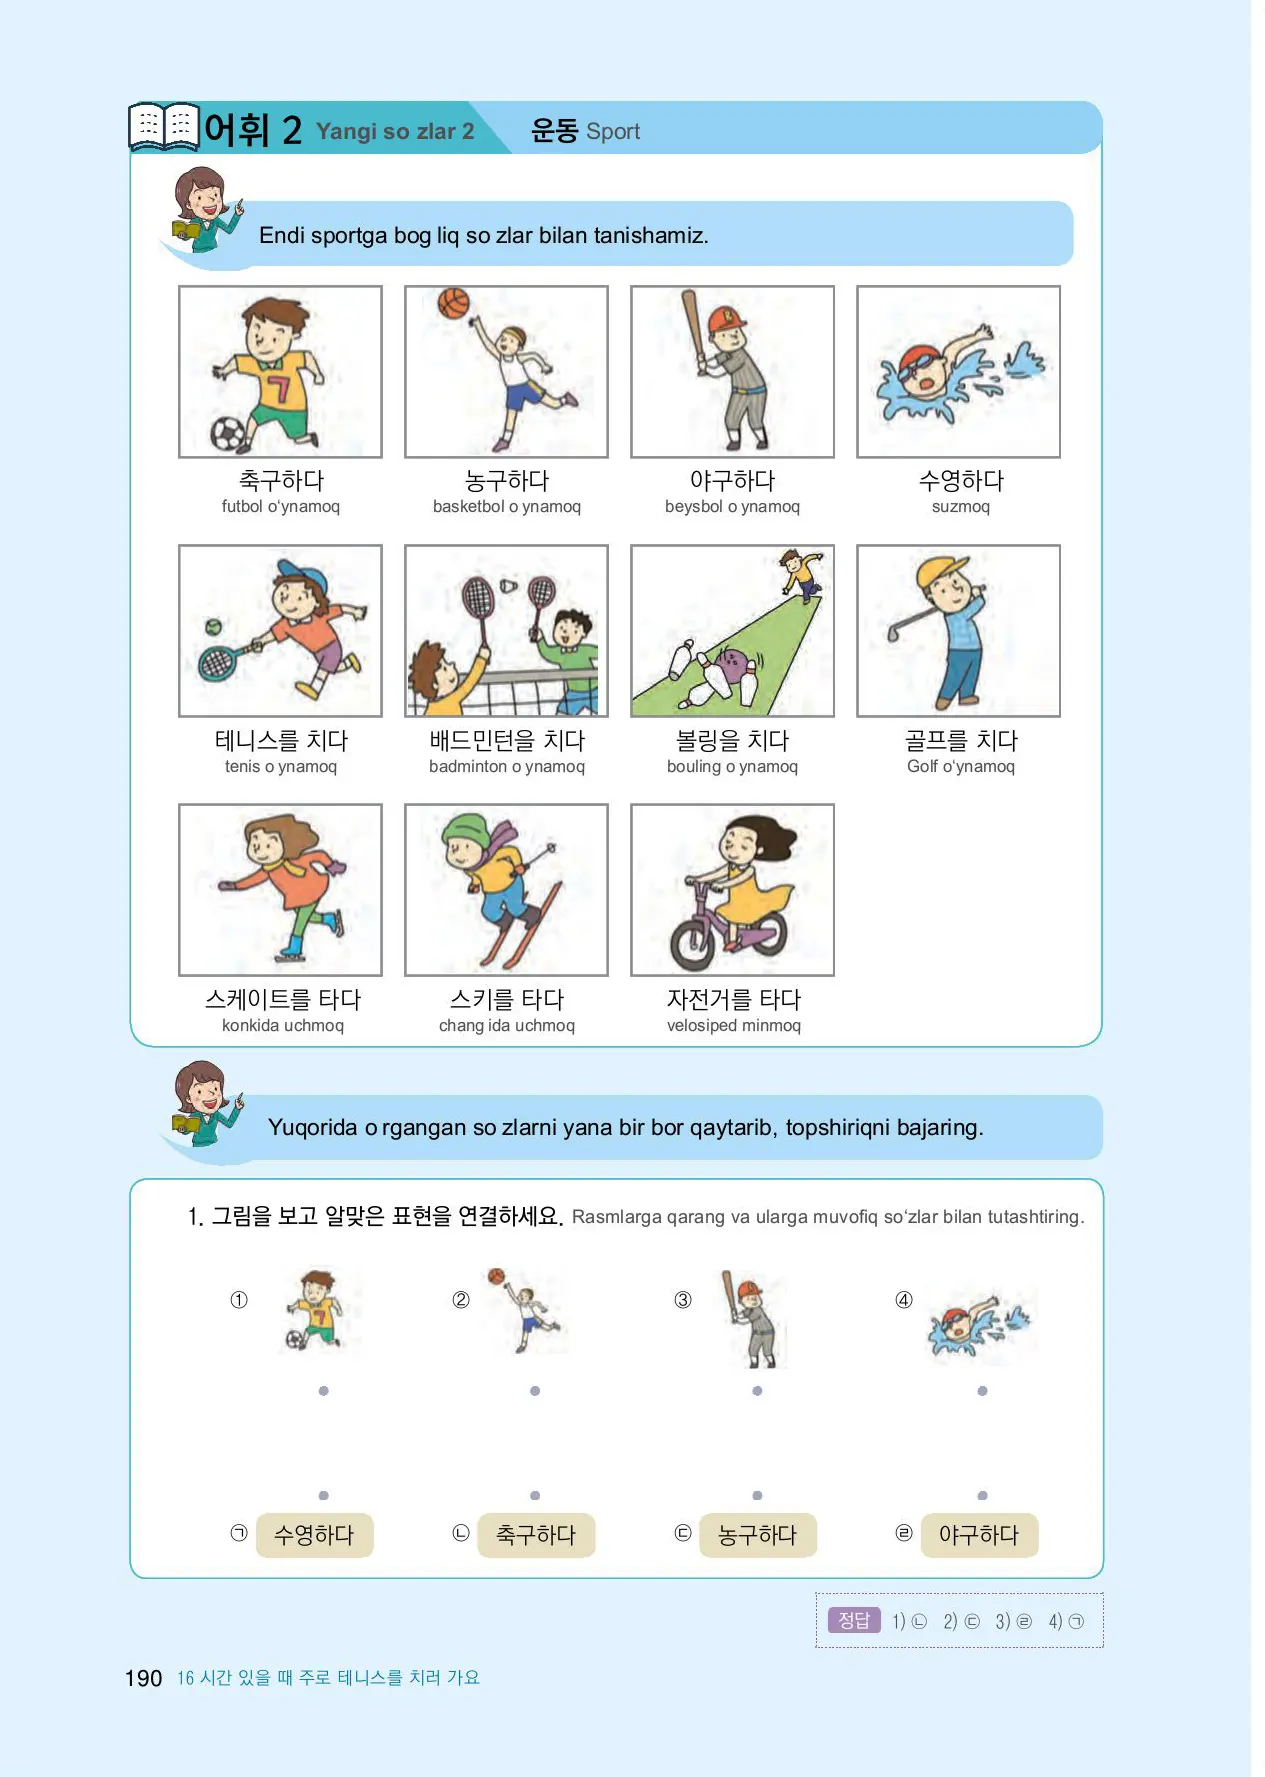 어휘 2 Yangi so zlar 2 운동 Sport
Endi sportga bog liq so zlar bilan tanishamiz.
축구하다 농구하다 야구하다 수영하다
futbol o‘ynamoq basketbol o ynamoq beysbol o ynamoq suzmoq
테니스를 치다 배드민턴을 치다 볼링을 치다 골프를 치다
tenis o ynamoq badminton o ynamoq bouling o ynamoq Golf o‘ynamoq
스케이트를 타다 스키를 타다 자전거를 타다
konkida uchmoq chang ida uchmoq velosiped minmoq
Yuqorida o rgangan so zlarni yana bir bor qaytarib, topshiriqni bajaring.
1. 그림을 보고 알맞은 표현을 연결하세요. Rasmlarga qarang va ularga muvofiq so‘zlar bilan tutashtiring.
① ② ③ ④
㉠ 수영하다 ㉡ 축구하다 ㉢ 농구하다 ㉣ 야구하다
정답 1) ㉡ 2) ㉢ 3) ㉣ 4) ㉠
190 16 시간 있을 때 주로 테니스를 치러 가요